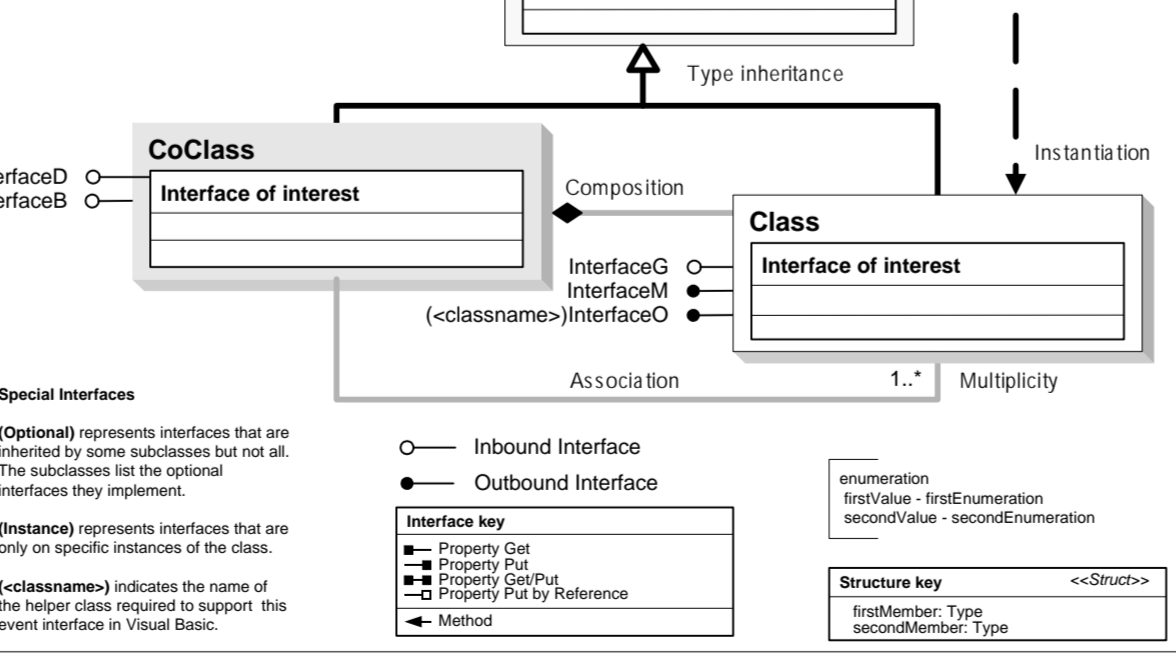 Type inheritance
Instantiation
CoClass
Interface of interest
erfaceD
erfaceB
Composition
Class
Interface of interest
InterfaceG
InterfaceM
(<classname>)InterfaceO
Association
1..*
Multiplicity
Special Interfaces
(Optional) represents interfaces that are
inherited by some subclasses but not all.
The subclasses list the optional
interfaces they implement.
(Instance) represents interfaces that are
only on specific instances of the class.
(<classname>) indicates the name of
the helper class required to support this
event interface in Visual Basic.
Inbound Interface
Outbound Interface
Interface key
Property Get
Property Put
Property Get/Put
Property Put by Reference
Method
enumeration
firstValue - firstEnumeration
secondValue - secondEnumeration
Structure key <<Struct>>
firstMember: Type
secondMember: Type